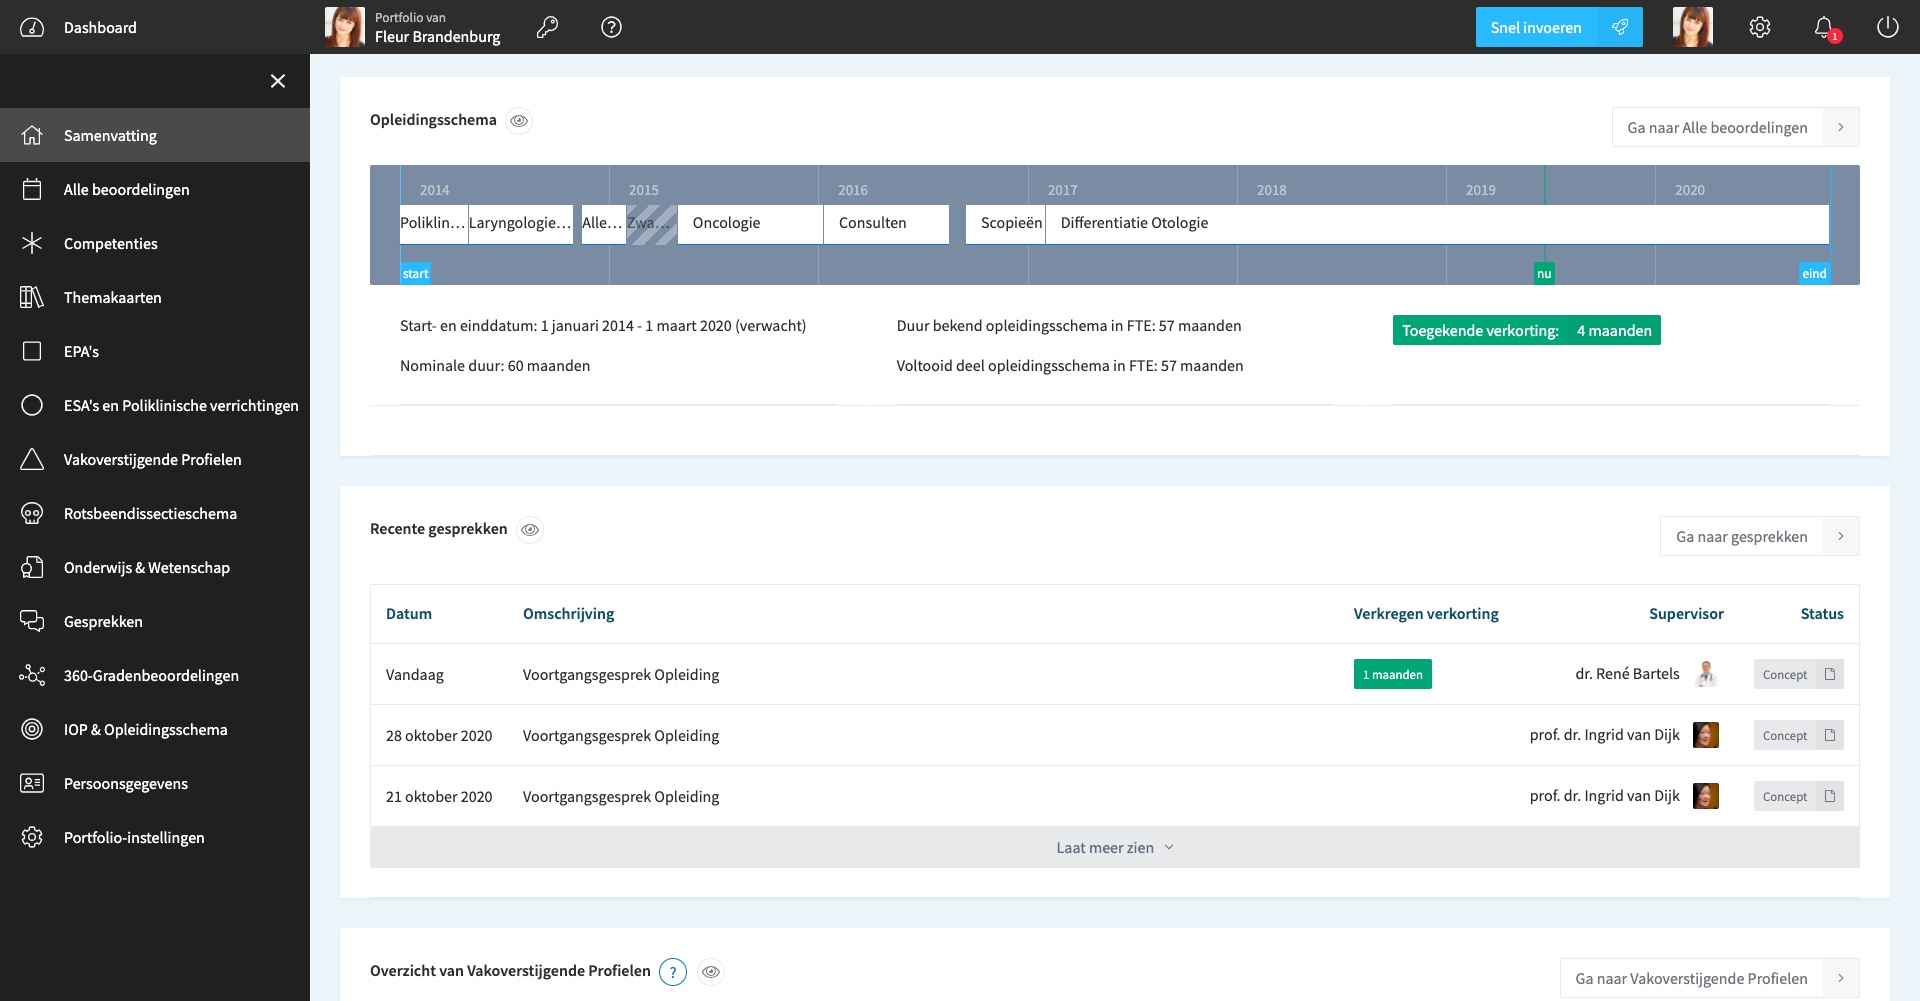 Dashboard
Portfolio van
Fleur Brandenburg
Snel invoeren
1
Samenvatting
Alle beoordelingen
Competenties
Themakaarten
EPA's
ESA's en Poliklinische verrichtingen
Vakoverstijgende Profielen
Rotsbeendissectieschema
Onderwijs & Wetenschap
Gesprekken
360-Gradenbeoordelingen
IOP & Opleidingsschema
Persoonsgegevens
Portfolio-instellingen
Opleidingsschema
Ga naar Alle beoordelingen
2014 2015 2016 2017 2018 2019 2020
Poliklin... Laryngologie... Alle... Zwa... Oncologie Consulten Scopieën Differentiatie Otologie
start nu eind
Start- en einddatum: 1 januari 2014 - 1 maart 2020 (verwacht) Duur bekend opleidingsschema in FTE: 57 maanden Toegekende verkorting: 4 maanden
Nominale duur: 60 maanden Voltooid deel opleidingsschema in FTE: 57 maanden
Recente gesprekken
Ga naar gesprekken
Datum Omschrijving Verkregen verkorting Supervisor Status
Vandaag Voortgangsgesprek Opleiding 1 maanden dr. René Bartels Concept
28 oktober 2020 Voortgangsgesprek Opleiding prof. dr. Ingrid van Dijk Concept
21 oktober 2020 Voortgangsgesprek Opleiding prof. dr. Ingrid van Dijk Concept
Laat meer zien
Overzicht van Vakoverstijgende Profielen ?
Ga naar Vakoverstijgende Profielen